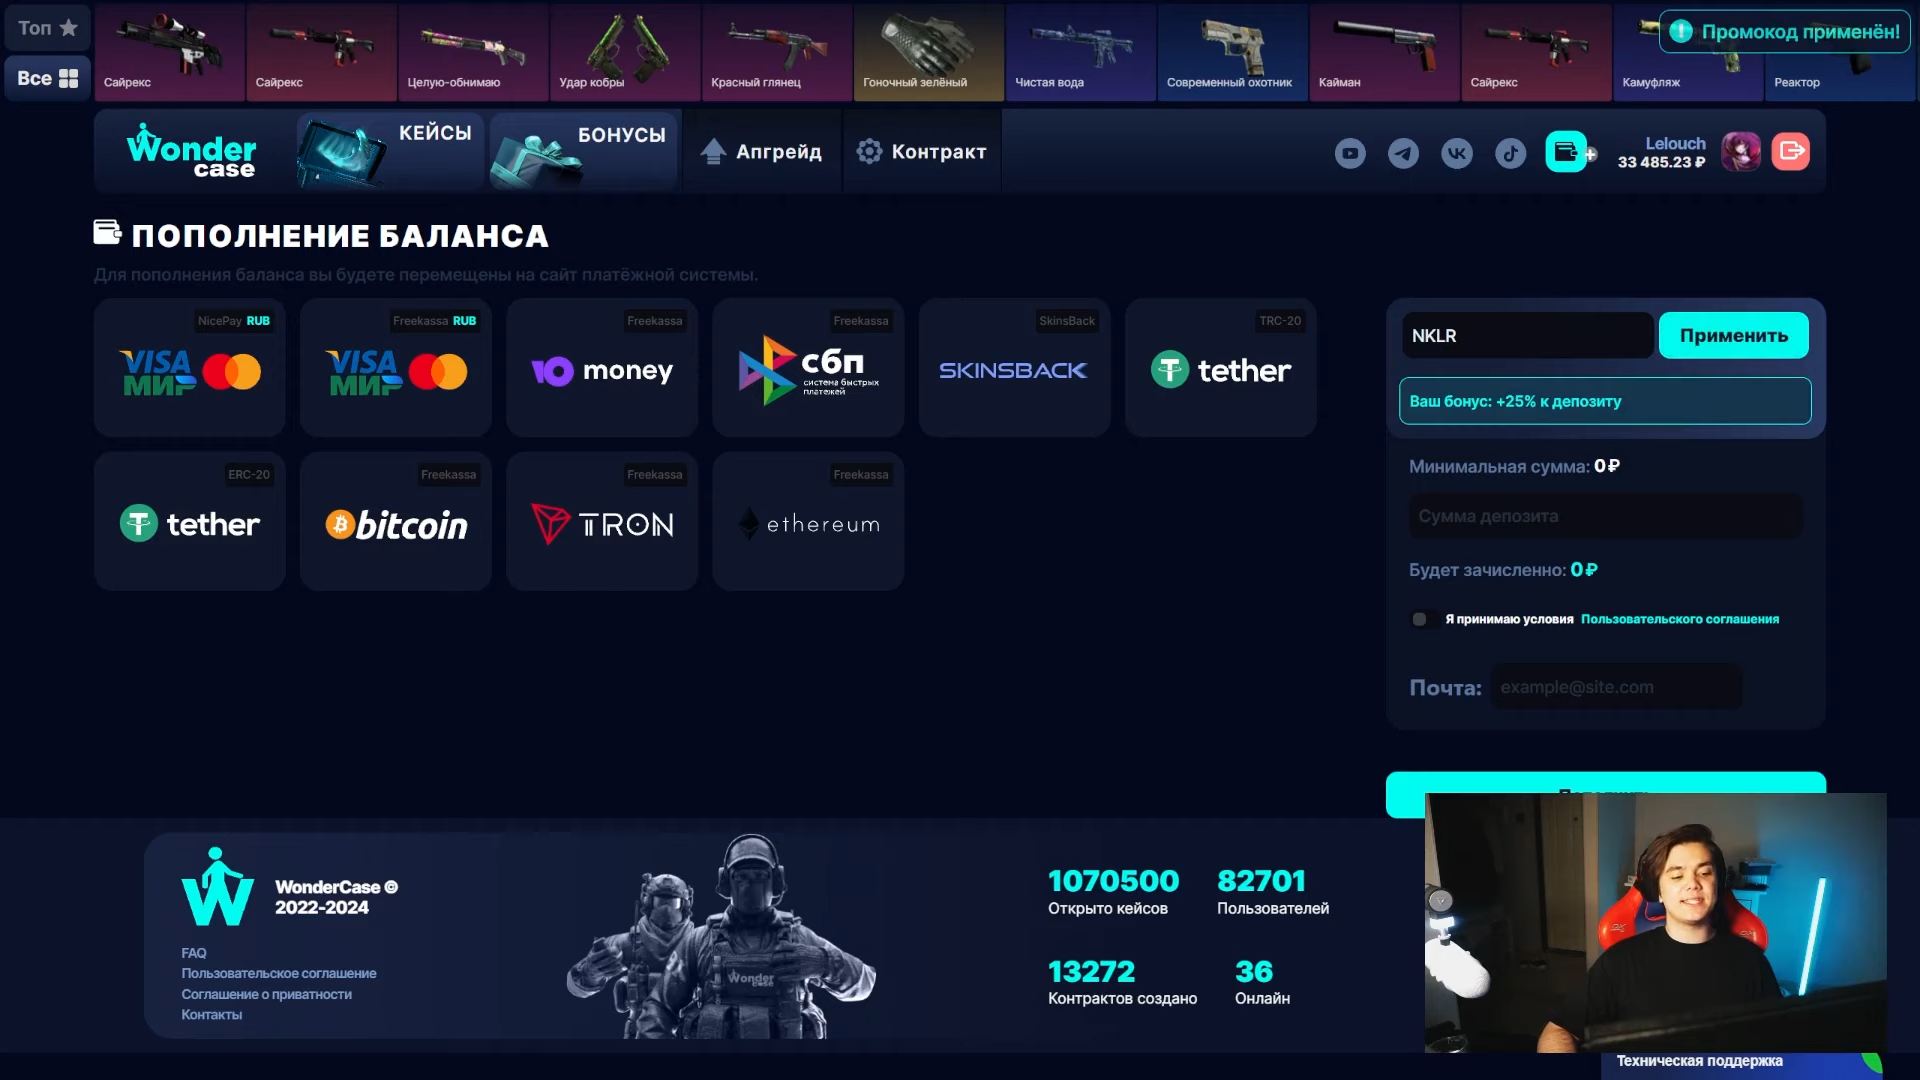 Топ
Все
Сайрекс
Сайрекс
Целую-обнимаю
Удар кобры
Красный глянец
Гоночный зелёный
Чистая вода
Современный охотник
Кайман
Сайрекс
Камуфляж
Реактор
Промокод применён!
Wonder
case
КЕЙСЫ
БОНУСЫ
Апгрейд
Контракт
Lelouch
33 485.23 ₽
ПОПОЛНЕНИЕ БАЛАНСА
Для пополнения баланса вы будете перемещены на сайт платёжной системы.
NicePay RUB
VISA
МИР
Freekassa RUB
VISA
МИР
Freekassa
Ю money
Freekassa
сбп
система быстрых
платежей
SkinsBack
SKINSBACK
TRC-20
tether
ERC-20
tether
Freekassa
bitcoin
Freekassa
TRON
Freekassa
ethereum
NKLR
Применить
Ваш бонус: +25% к депозиту
Минимальная сумма: 0₽
Сумма депозита
Будет зачисленно: 0₽
Я принимаю условия Пользовательского соглашения
Почта: example@site.com
WonderCase ©
2022-2024
FAQ
Пользовательское соглашение
Соглашение о приватности
Контакты
Wonder
case
1070500
Открыто кейсов
82701
Пользователей
13272
Контрактов создано
36
Онлайн
Техническая поддержка